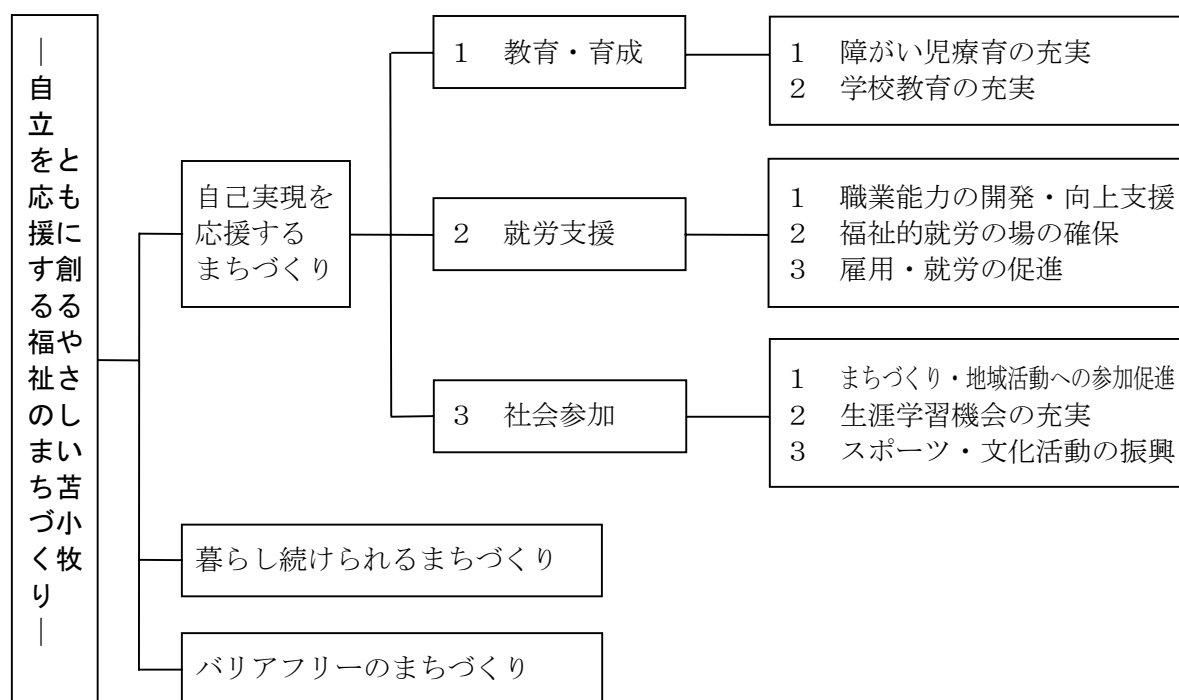 ともに創るやさしい苫小牧
―自立を応援する福祉のまちづくり―
自己実現を
応援する
まちづくり
1 教育・育成
1 障がい児療育の充実
2 学校教育の充実
2 就労支援
1 職業能力の開発・向上支援
2 福祉的就労の場の確保
3 雇用・就労の促進
3 社会参加
1 まちづくり・地域活動への参加促進
2 生涯学習機会の充実
3 スポーツ・文化活動の振興
暮らし続けられるまちづくり
バリアフリーのまちづくり